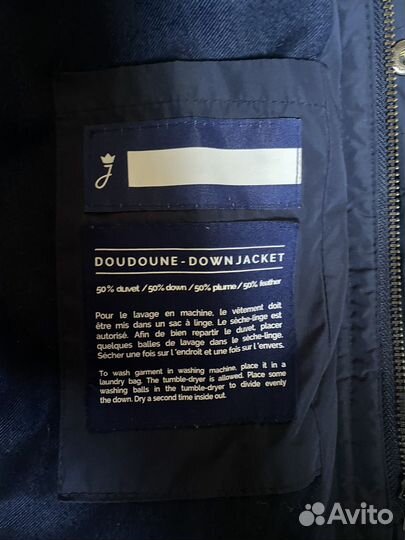 J
DOUDOUNE - DOWN JACKET
50% duvet / 50% down / 50% plume / 50% feather
Pour le lavage en machine, le vêtement doit
être mis dans un sac à linge. Le sèche-linge est
autorisé. Afin de bien repartir le duvet, placer
quelques balles de lavage dans le sèche-linge.
Sécher une fois sur l'endroit et une fois sur l'envers.
To wash garment in washing machine, place it in a
laundry bag. The tumble-dryer is allowed. Place some
washing balls in the tumble-dryer to divide evenly
the down. Dry a second time inside out.
Avito